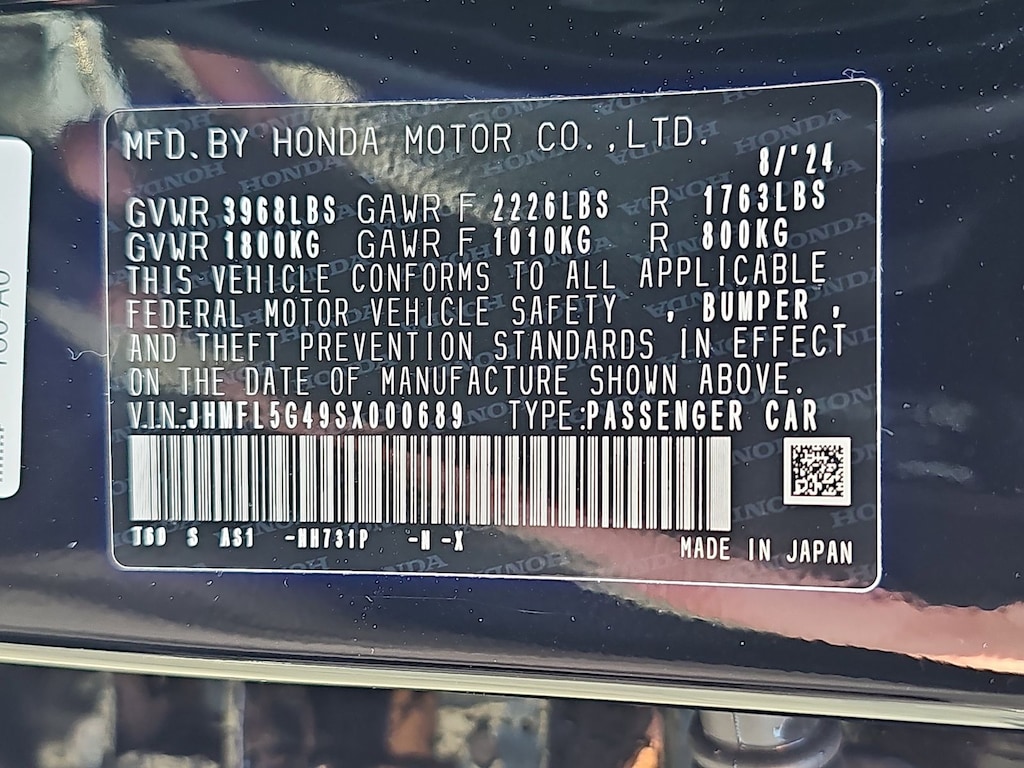 MFD.BY HONDA MOTOR CO.,LTD.
8/'24
GVWR 3968LBS GAWR F 2226LBS R 1763LBS
GVWR 1800KG GAWR F 1010KG R 800KG
THIS VEHICLE CONFORMS TO ALL APPLICABLE
FEDERAL MOTOR VEHICLE SAFETY , BUMPER ,
AND THEFT PREVENTION STANDARDS IN EFFECT
ON THE DATE OF MANUFACTURE SHOWN ABOVE.
V.I.N.:JHMFL5G49SX000689 TYPE:PASSENGER CAR
T60 S AS1 -NH731P -N -X
MADE IN JAPAN